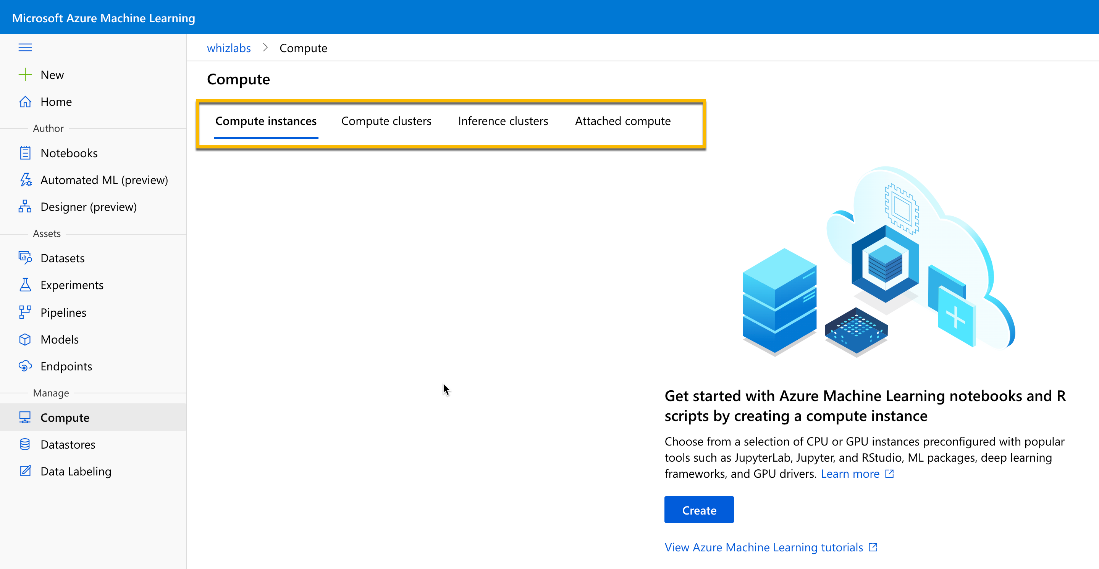 Microsoft Azure Machine Learning
whizlabs > Compute
New
Home
Author
Notebooks
Automated ML (preview)
Designer (preview)
Assets
Datasets
Experiments
Pipelines
Models
Endpoints
Manage
Compute
Datastores
Data Labeling
Compute
Compute instances Compute clusters Inference clusters Attached compute
Get started with Azure Machine Learning notebooks and R
scripts by creating a compute instance
Choose from a selection of CPU or GPU instances preconfigured with popular
tools such as JupyterLab, Jupyter, and RStudio, ML packages, deep learning
frameworks, and GPU drivers. Learn more
Create
View Azure Machine Learning tutorials